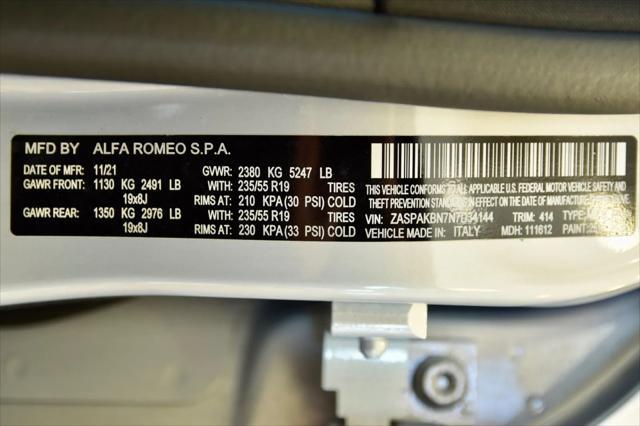 MFD BY ALFA ROMEO S.P.A.
DATE OF MFR: 11/21 GVWR: 2380 KG 5247 LB
GAWR FRONT: 1130 KG 2491 LB WITH: 235/55 R19 TIRES
19x8J RIMS AT: 210 KPA(30 PSI) COLD
GAWR REAR: 1350 KG 2976 LB WITH: 235/55 R19 TIRES
19x8J RIMS AT: 230 KPA(33 PSI) COLD
THIS VEHICLE CONFORMS TO ALL APPLICABLE U.S. FEDERAL MOTOR VEHICLE SAFETY AND
THEFT PREVENTION STANDARDS IN EFFECT ON THE DATE OF MANUFACTURE
VIN: ZASPAKBN7N7D34144 TRIM: 414 TYPE:
VEHICLE MADE IN: ITALY MDH: 111612 PAINT: